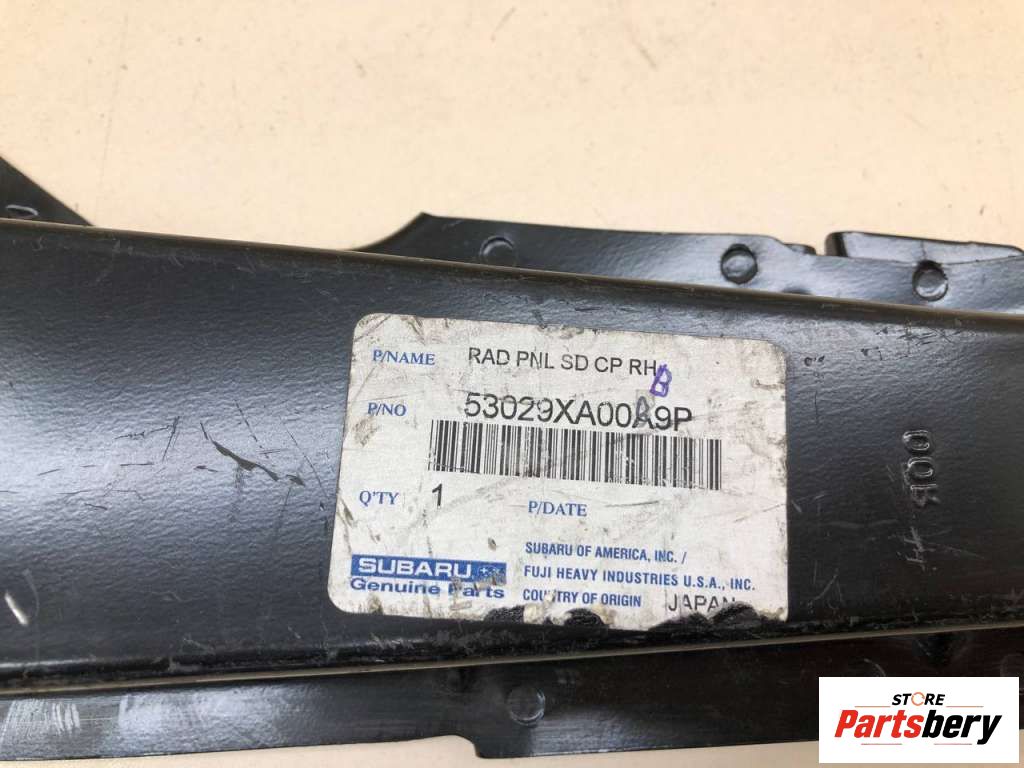 P/NAME RAD PNL SD CP RH
B
P/NO 53029XA00A9P
Q'TY 1 P/DATE
SUBARU OF AMERICA, INC. /
FUJI HEAVY INDUSTRIES U.S.A., INC.
COUNTRY OF ORIGIN JAPAN
SUBARU
Genuine Parts
00B
STORE
Partsbery